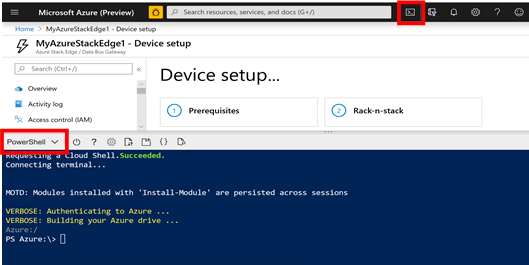 Microsoft Azure (Preview)
Search resources, services, and docs (G+/)
Home > MyAzureStackEdge1 - Device setup
MyAzureStackEdge1 - Device setup
Azure Stack Edge / Data Box Gateway
Search (Ctrl+/)
Overview
Activity log
Access control (IAM)
Device setup...
1 Prerequisites
2 Rack-n-stack
PowerShell
Requesting a Cloud Shell.Succeeded.
Connecting terminal...
MOTD: Modules installed with 'Install-Module' are persisted across sessions
VERBOSE: Authenticating to Azure ...
VERBOSE: Building your Azure drive ...
Azure:/
PS Azure:\>